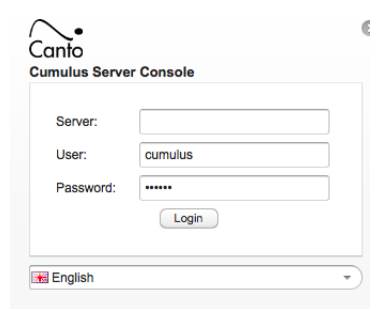 Canto
Cumulus Server Console
Server:
User: cumulus
Password: ••••••
Login
English